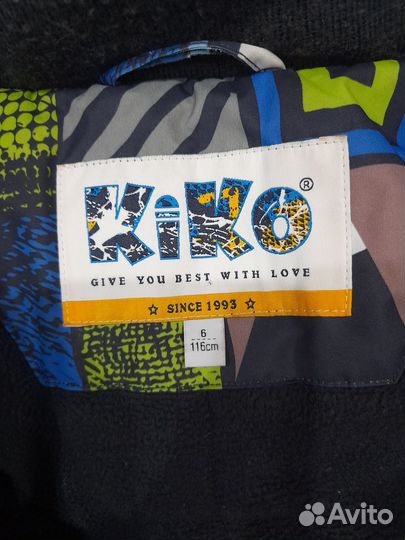 KiKo®
GIVE YOU BEST WITH LOVE
☆ SINCE 1993 ☆
6
116cm
Avito